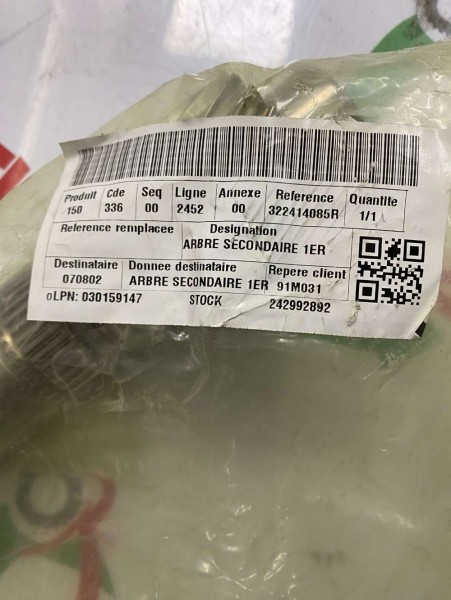 Produit Cde Seq Ligne Annexe Reference Quantite
150 336 00 2452 00 322414085R 1/1
Reference remplacee Designation
ARBRE SECONDAIRE 1ER
Destinataire Donnee destinataire Repere client
070802 ARBRE SECONDAIRE 1ER 91M031
oLPN: 030159147 STOCK 242992892